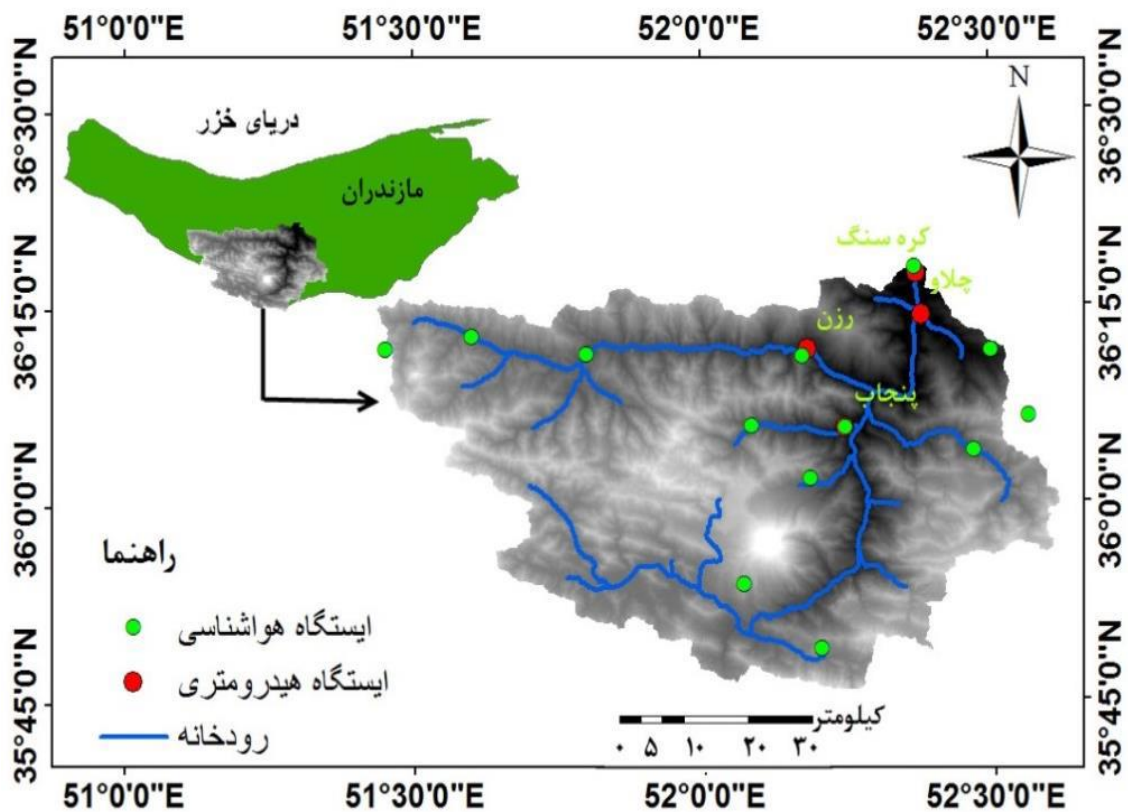 51°0'0"E 51°30'0"E 52°0'0"E 52°30'0"E
36°30'0"N
36°15'0"N
36°0'0"N
35°45'0"N
N
دریای خزر
مازندران
کره سنگ
چلاو
رزن
پنجاب
راهنما
ایستگاه هواشناسی
ایستگاه هیدرومتری
رودخانه
کیلومتر
۰ ۵ ۱۰ ۲۰ ۳۰
36°30'0"N
36°15'0"N
36°0'0"N
35°45'0"N
51°0'0"E 51°30'0"E 52°0'0"E 52°30'0"E